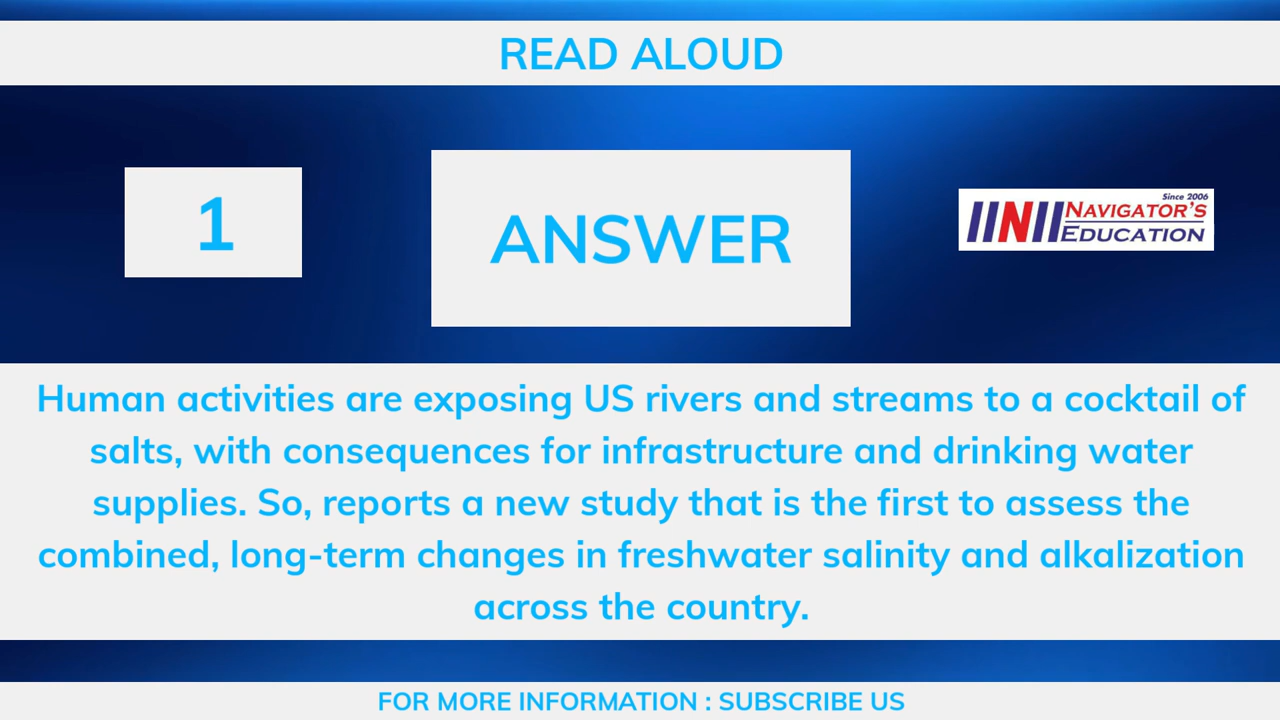 READ ALOUD
1
ANSWER
Since 2006
NAVIGATOR'S
EDUCATION
Human activities are exposing US rivers and streams to a cocktail of
salts, with consequences for infrastructure and drinking water
supplies. So, reports a new study that is the first to assess the
combined, long-term changes in freshwater salinity and alkalization
across the country.
FOR MORE INFORMATION : SUBSCRIBE US